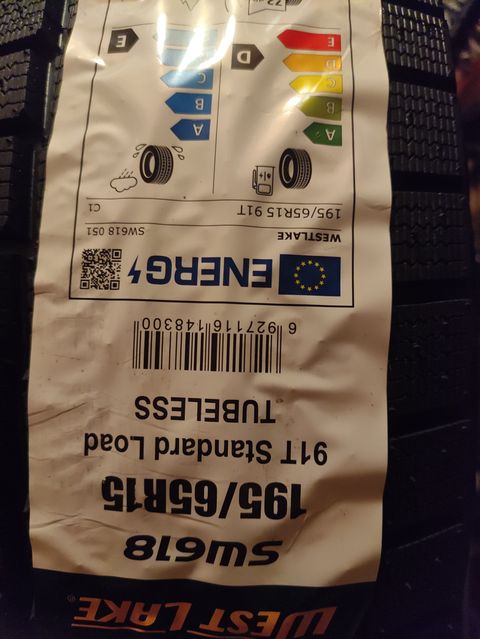 WEST LAKE®
SW618
195/65R15
91T Standard Load
TUBELESS
6 927116 148300
ENERG
WESTLAKE SW618 051
195/65R15 91T C1
A A
B B
C C
D
E
D
E
72